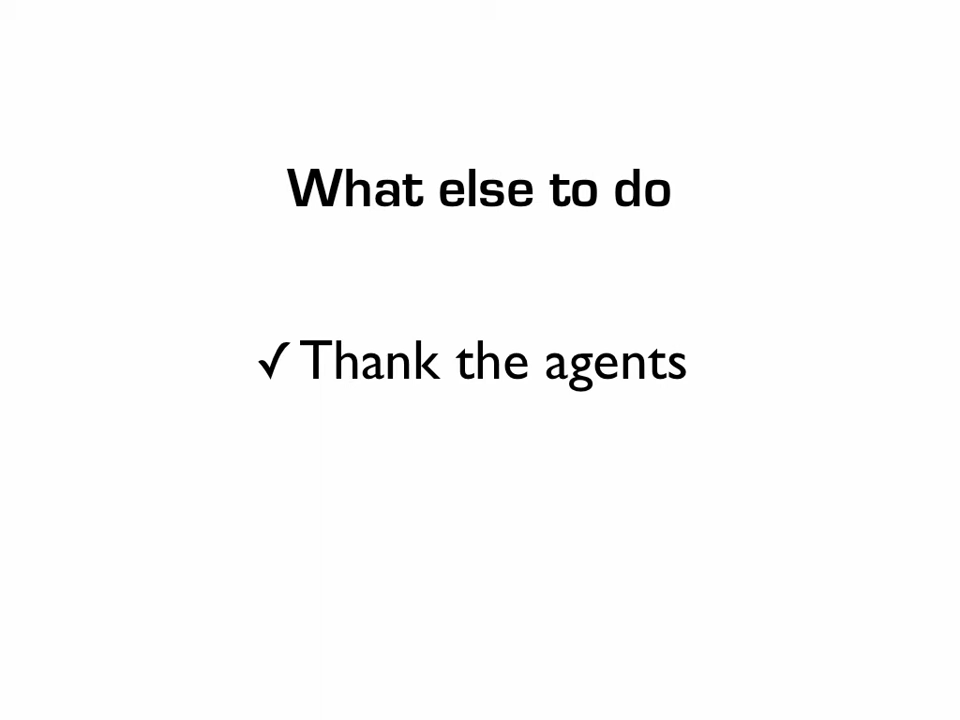 What else to do
✓ Thank the agents